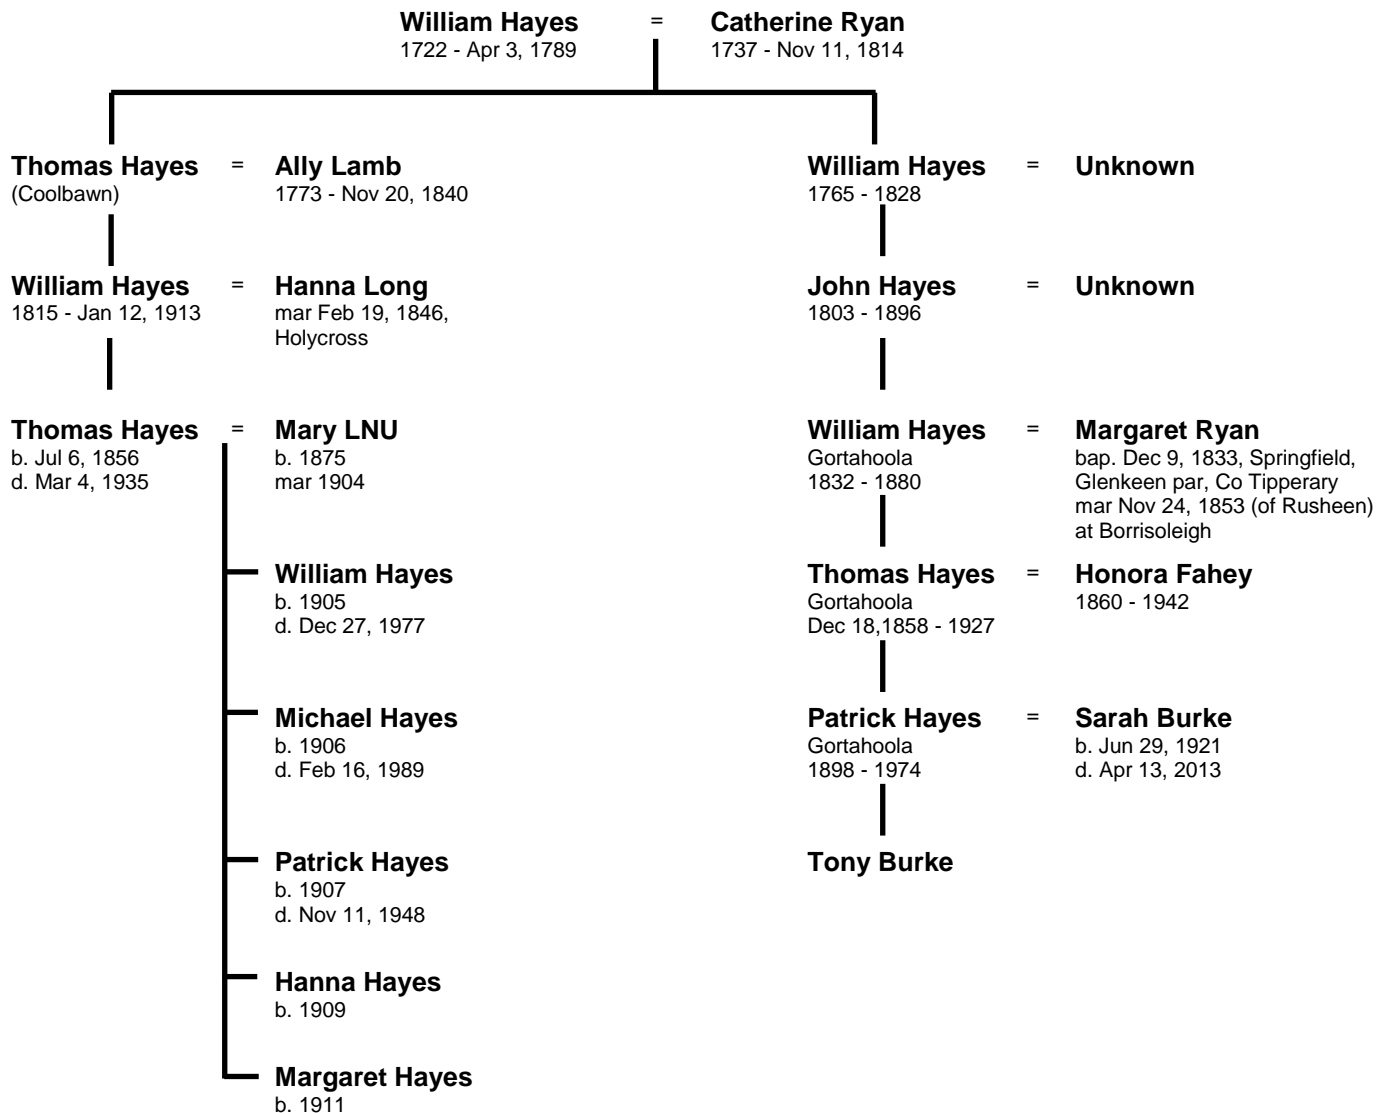 William Hayes = Catherine Ryan
1722 - Apr 3, 1789 1737 - Nov 11, 1814
Thomas Hayes = Ally Lamb
(Coolbawn) 1773 - Nov 20, 1840
William Hayes = Unknown
1765 - 1828
William Hayes = Hanna Long
1815 - Jan 12, 1913 mar Feb 19, 1846,
Holycross
John Hayes = Unknown
1803 - 1896
Thomas Hayes = Mary LNU
b. Jul 6, 1856 b. 1875
d. Mar 4, 1935 mar 1904
William Hayes = Margaret Ryan
Gortahoola bap. Dec 9, 1833, Springfield,
1832 - 1880 Glenkeen par, Co Tipperary
mar Nov 24, 1853 (of Rusheen)
at Borrisoleigh
William Hayes
b. 1905
d. Dec 27, 1977
Thomas Hayes = Honora Fahey
Gortahoola 1860 - 1942
Dec 18,1858 - 1927
Michael Hayes
b. 1906
d. Feb 16, 1989
Patrick Hayes = Sarah Burke
Gortahoola b. Jun 29, 1921
1898 - 1974 d. Apr 13, 2013
Patrick Hayes
b. 1907
d. Nov 11, 1948
Tony Burke
Hanna Hayes
b. 1909
Margaret Hayes
b. 1911